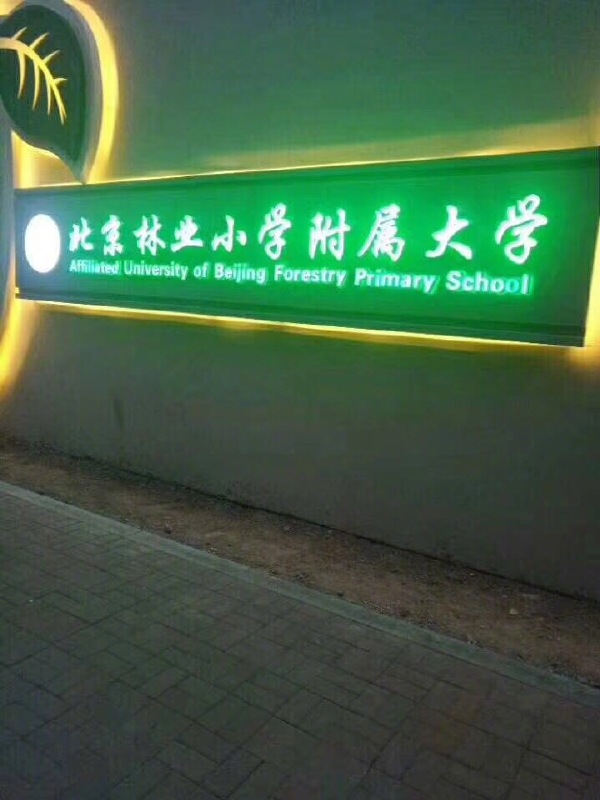 北京林业小学附属大学
Affiliated University of Beijing Forestry Primary School